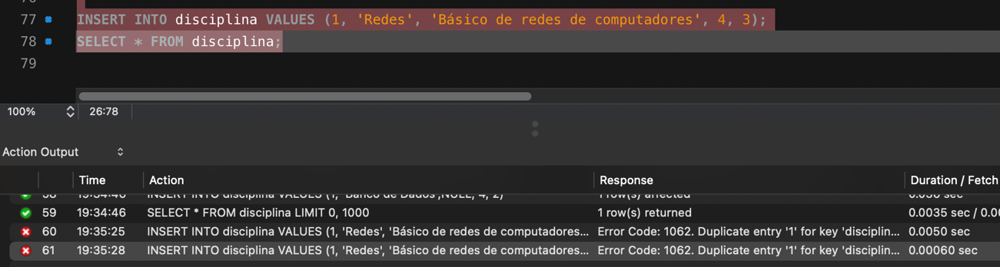 77 INSERT INTO disciplina VALUES (1, 'Redes', 'Básico de redes de computadores', 4, 3);
78 SELECT * FROM disciplina;
79
100% 26:78
Action Output
Time Action Response Duration / Fetch
58 19:34:46 INSERT INTO disciplina VALUES (1, 'Banco de Dados',NULL, 4, 2) 1 row(s) affected
59 19:34:46 SELECT * FROM disciplina LIMIT 0, 1000 1 row(s) returned 0.0035 sec / 0.00
60 19:35:25 INSERT INTO disciplina VALUES (1, 'Redes', 'Básico de redes de computadores... Error Code: 1062. Duplicate entry '1' for key 'disciplin... 0.0050 sec
61 19:35:28 INSERT INTO disciplina VALUES (1, 'Redes', 'Básico de redes de computadores... Error Code: 1062. Duplicate entry '1' for key 'disciplin... 0.00060 sec